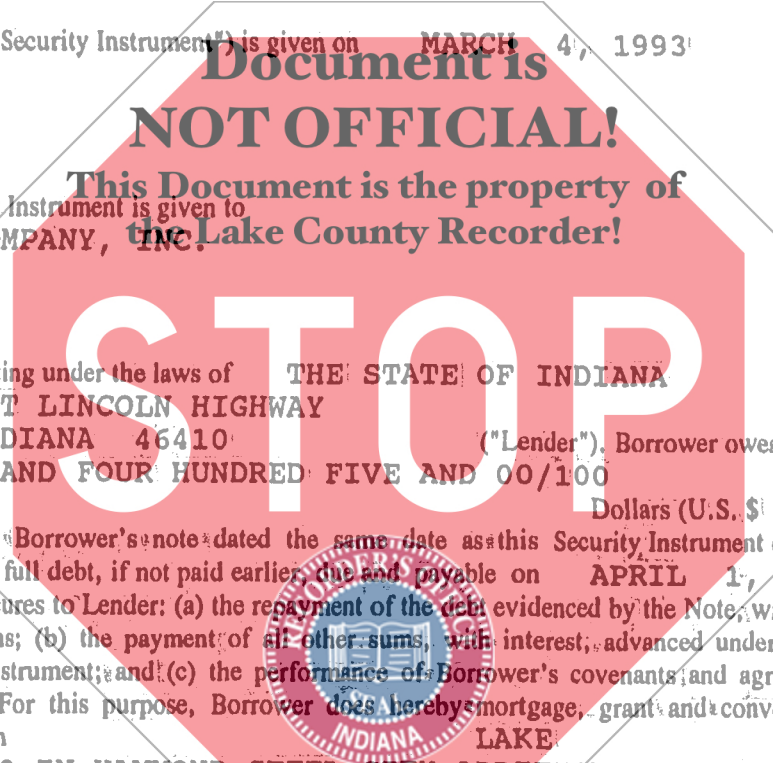 Security Instrument") is given on MARCH 4, 1993
Document is
NOT OFFICIAL!
This Document is the property of
Instrument is given to
the Lake County Recorder!
MPANY, INC.
STOP
ing under the laws of THE STATE OF INDIANA
T LINCOLN HIGHWAY
DIANA 46410 ("Lender"). Borrower owe
AND FOUR HUNDRED FIVE AND 00/100
Dollars (U.S. $
Borrower's note dated the same date as this Security Instrument
full debt, if not paid earlier, due and payable on APRIL 1,
ures to Lender: (a) the repayment of the debt evidenced by the Note, w
ns; (b) the payment of all other sums, with interest, advanced under
strument; and (c) the performance of Borrower's covenants and agr
For this purpose, Borrower does hereby mortgage, grant and conv
RECORDER'S OFFICE
SEAL
INDIANA
LAKE